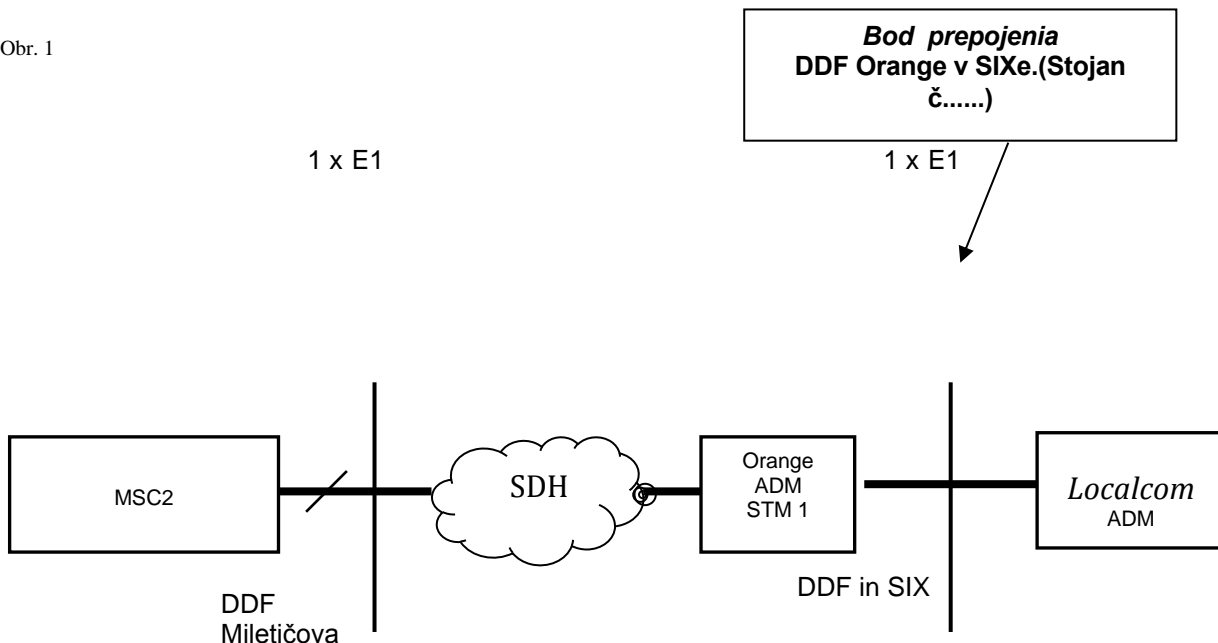 Obr. 1
Bod prepojenia
DDF Orange v SIXe.(Stojan
č......)
1 x E1
1 x E1
MSC2
SDH
Orange
ADM
STM 1
Localcom
ADM
DDF in SIX
DDF
Miletičova